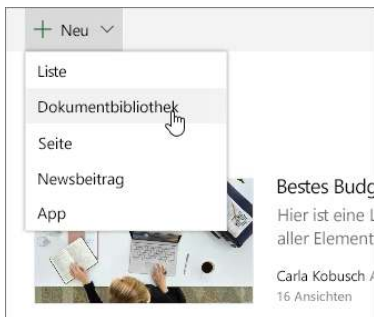 + Neu
Liste
Dokumentbibliothek
Seite
Newsbeitrag
App
Bestes Budg
Hier ist eine L
aller Element
Carla Kobusch A
16 Ansichten